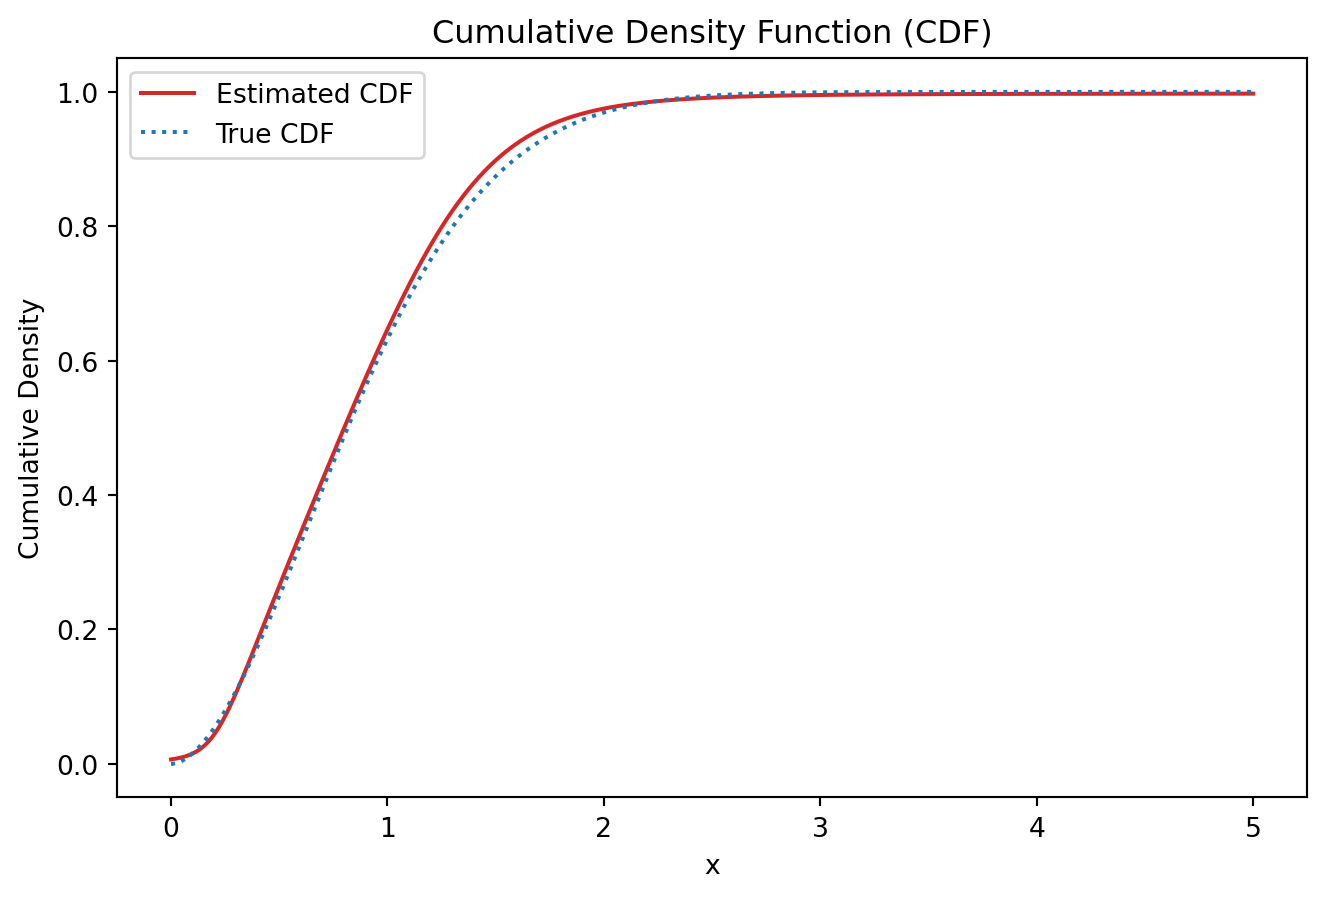 Cumulative Density Function (CDF)
Estimated CDF
True CDF
1.0
0.8
0.6
0.4
0.2
0.0
Cumulative Density
0 1 2 3 4 5
x